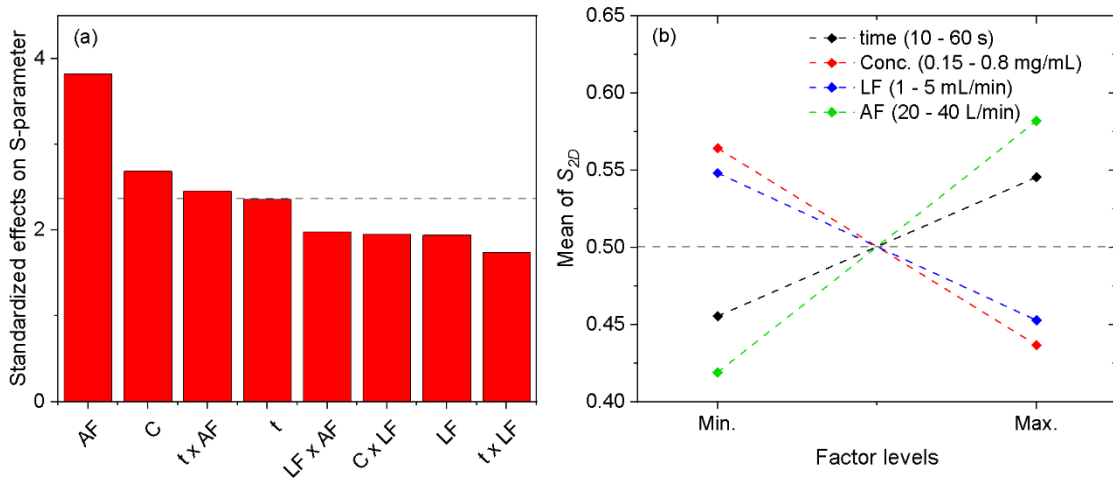 (a)
Standardized effects on S-parameter
4
2
0
AF
C
t x AF
t
LF x AF
C x LF
LF
t x LF
(b)
time (10 - 60 s)
Conc. (0.15 - 0.8 mg/mL)
LF (1 - 5 mL/min)
AF (20 - 40 L/min)
Mean of S2D
0.65
0.60
0.55
0.50
0.45
0.40
Min.
Max.
Factor levels